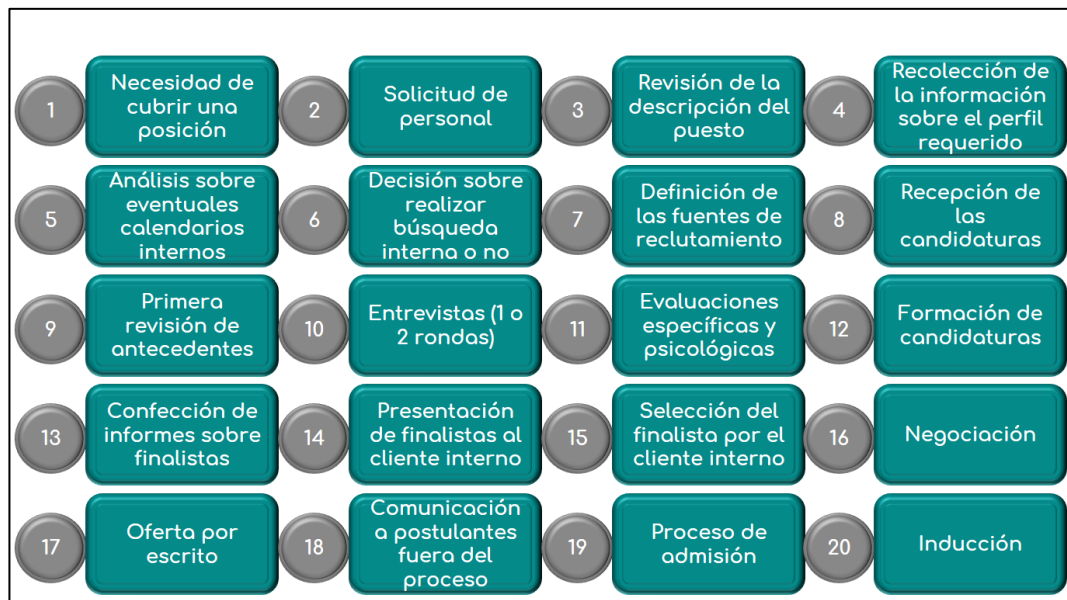 1
Necesidad de
cubrir una
posición
2
Solicitud de
personal
3
Revisión de la
descripción del
puesto
4
Recolección de
la información
sobre el perfil
requerido
5
Análisis sobre
eventuales
calendarios
internos
6
Decisión sobre
realizar
búsqueda
interna o no
7
Definición de
las fuentes de
reclutamiento
8
Recepción de
las
candidaturas
9
Primera
revisión de
antecedentes
10
Entrevistas (1 o
2 rondas)
11
Evaluaciones
específicas y
psicológicas
12
Formación de
candidaturas
13
Confección de
informes sobre
finalistas
14
Presentación
de finalistas al
cliente interno
15
Selección del
finalista por el
cliente interno
16
Negociación
17
Oferta por
escrito
18
Comunicación
a postulantes
fuera del
proceso
19
Proceso de
admisión
20
Inducción